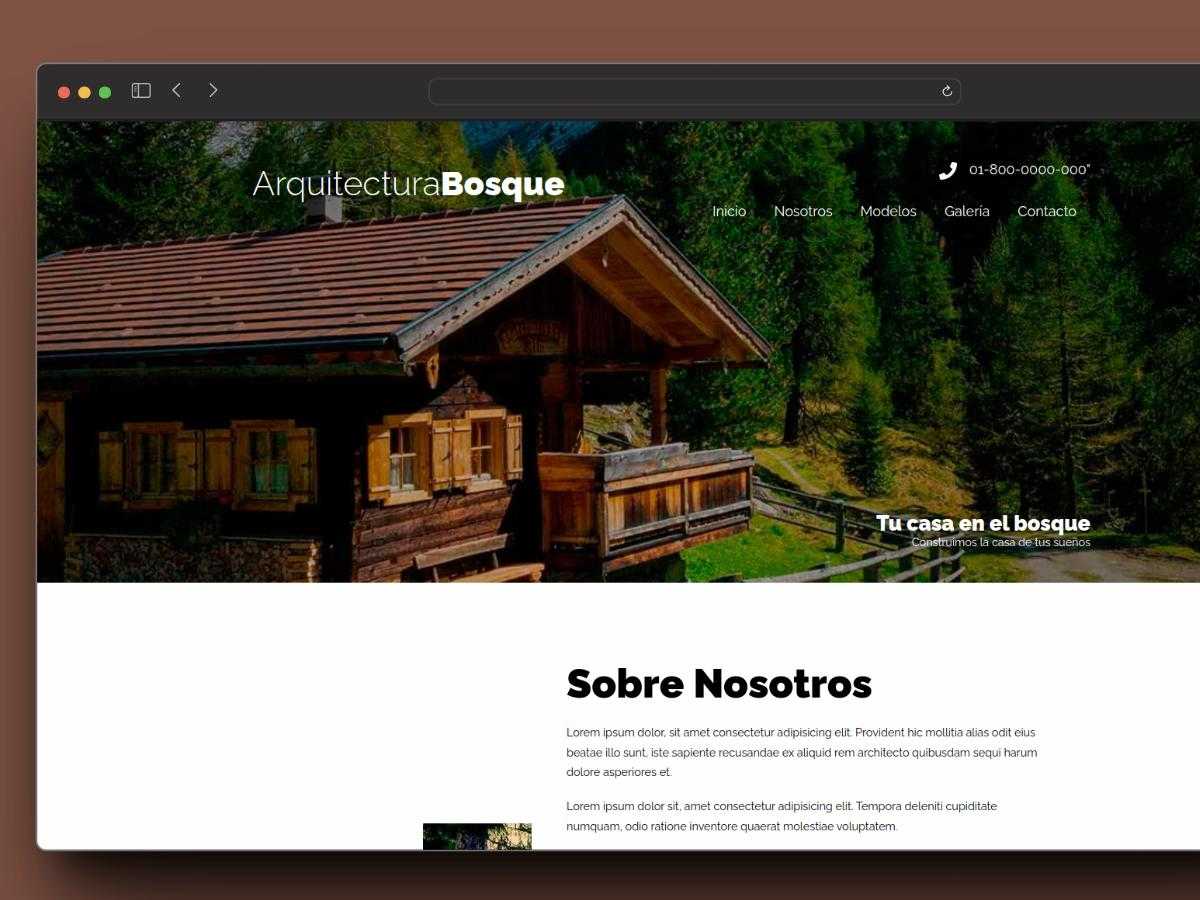 ArquitecturaBosque
01-800-0000-000"
Inicio Nosotros Modelos Galería Contacto
Tu casa en el bosque
Construimos la casa de tus sueños
Sobre Nosotros
Lorem ipsum dolor, sit amet consectetur adipisicing elit. Provident hic mollitia alias odit eius
beatae illo sunt, iste sapiente recusandae ex aliquid rem architecto quibusdam sequi harum
dolore asperiores et.
Lorem ipsum dolor sit, amet consectetur adipisicing elit. Tempora deleniti cupiditate
numquam, odio ratione inventore quaerat molestiae voluptatem.